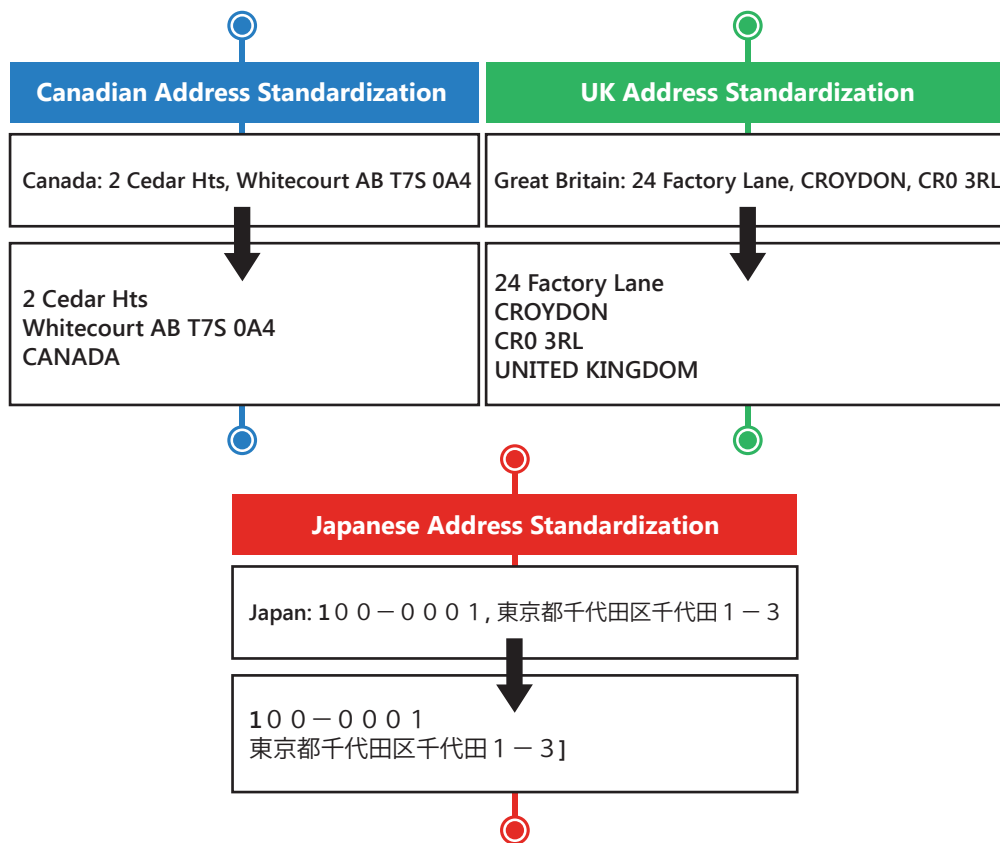 Canadian Address Standardization
Canada: 2 Cedar Hts, Whitecourt AB T7S 0A4
2 Cedar Hts
Whitecourt AB T7S 0A4
CANADA
UK Address Standardization
Great Britain: 24 Factory Lane, CROYDON, CR0 3RL
24 Factory Lane
CROYDON
CR0 3RL
UNITED KINGDOM
Japanese Address Standardization
Japan: 1００－０００１, 東京都千代田区千代田１－３
1００－０００１
東京都千代田区千代田１－３]